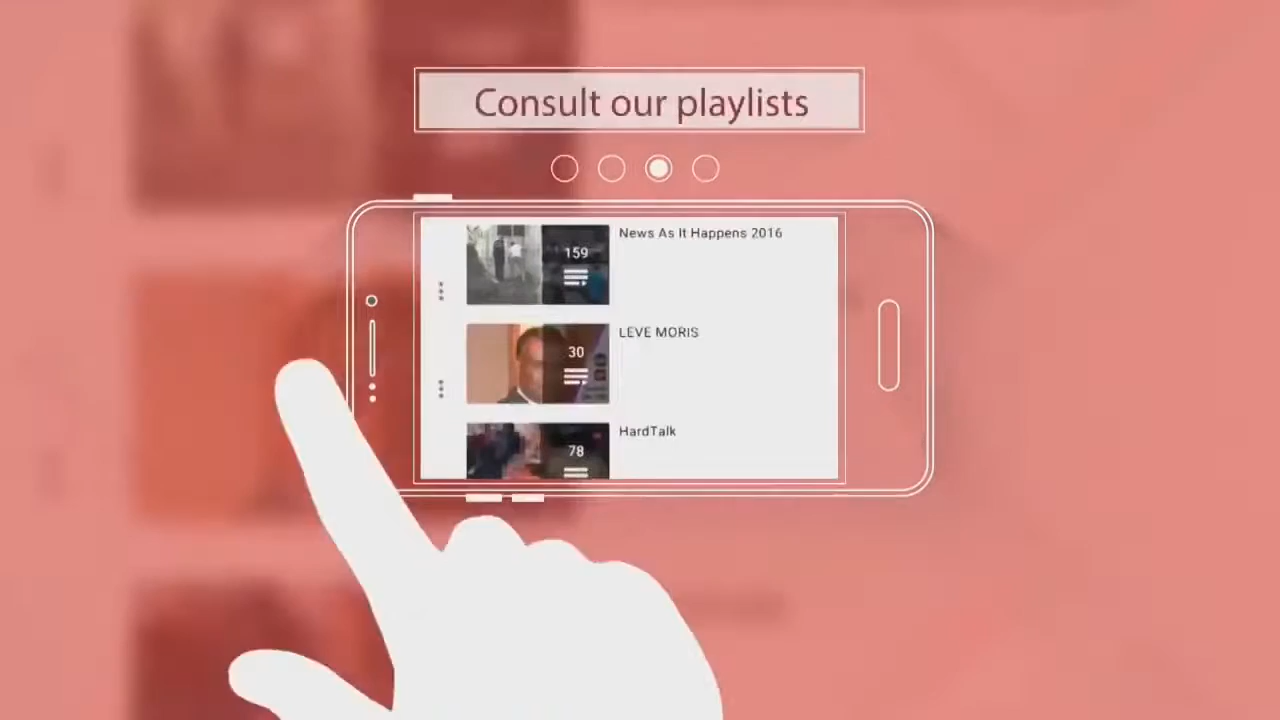 Consult our playlists
159
News As It Happens 2016
30
LEVE MORIS
78
HardTalk